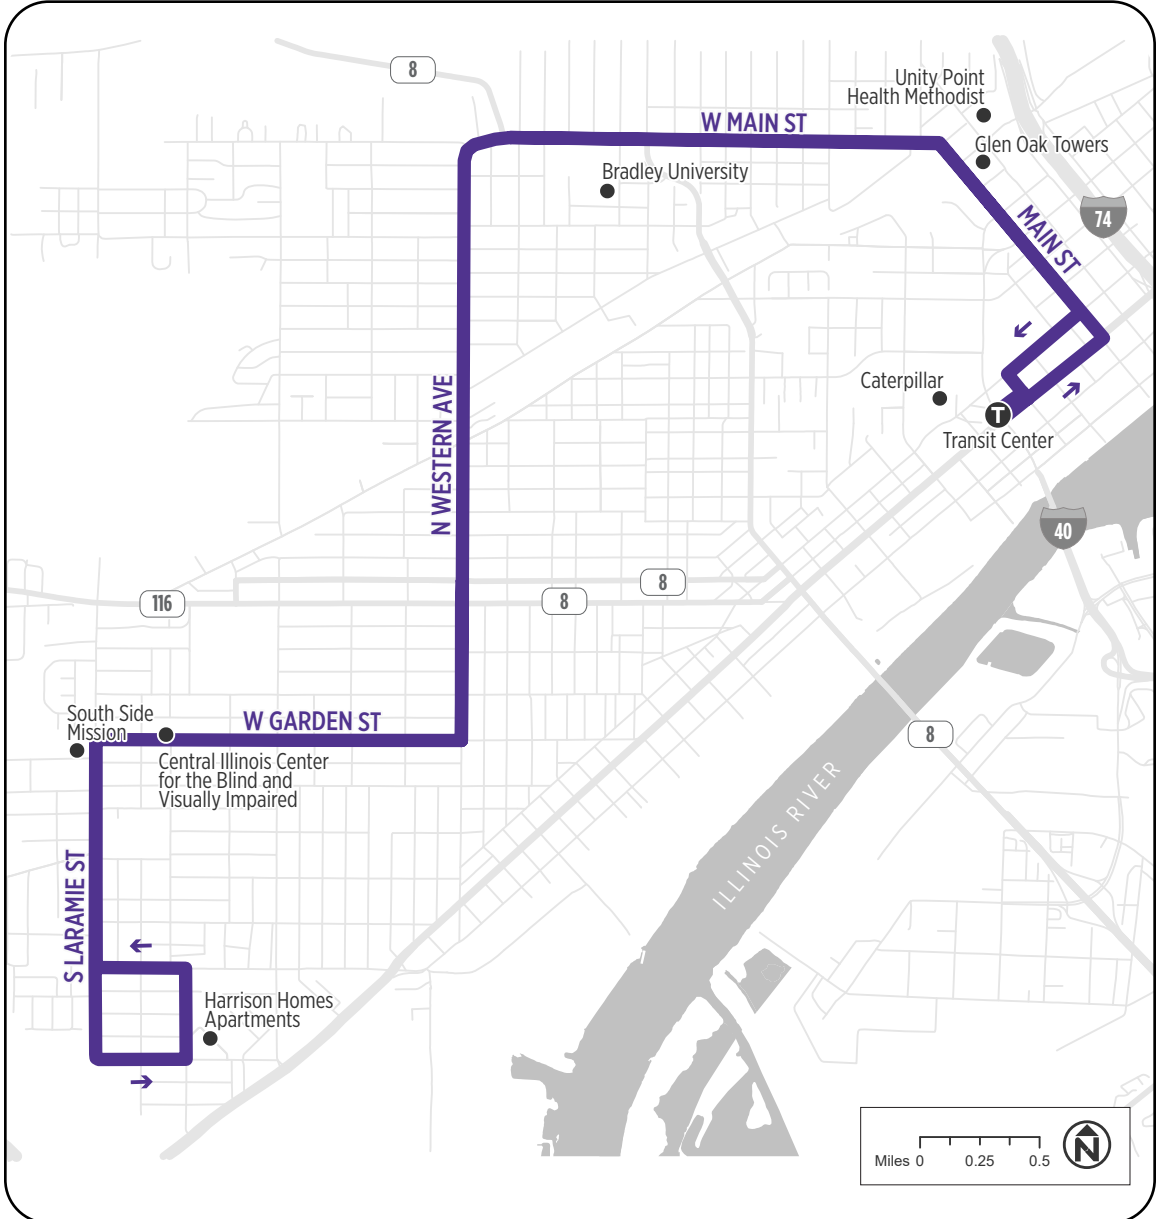 8
Unity Point
Health Methodist
W MAIN ST
Glen Oak Towers
Bradley University
74
MAIN ST
Caterpillar
N WESTERN AVE
T
Transit Center
40
8
116
8
South Side
Mission
W GARDEN ST
8
Central Illinois Center
for the Blind and
Visually Impaired
ILLINOIS RIVER
S LARAMIE ST
Harrison Homes
Apartments
Miles 0 0.25 0.5
N